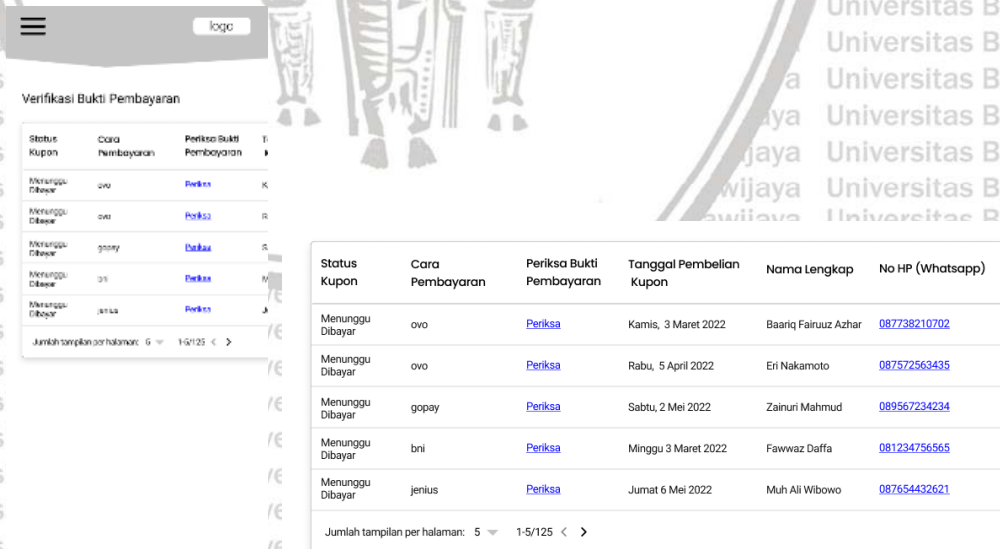 logo
Verifikasi Bukti Pembayaran
Status Kupon
Cara Pembayaran
Periksa Bukti Pembayaran
Menunggu Dibayar
ovo
Periksa
Menunggu Dibayar
ovo
Periksa
Menunggu Dibayar
gopay
Periksa
Menunggu Dibayar
bni
Periksa
Menunggu Dibayar
jenius
Periksa
Jumlah tampilan per halaman: 5
1-5/125
Universitas B
Universitas B
Universitas B
Universitas B
jaya Universitas B
wijaya Universitas B
awijaya Universitas B
Status Kupon
Cara Pembayaran
Periksa Bukti Pembayaran
Tanggal Pembelian Kupon
Nama Lengkap
No HP (Whatsapp)
Menunggu Dibayar
ovo
Periksa
Kamis, 3 Maret 2022
Baariq Fairuuz Azhar
087738210702
Menunggu Dibayar
ovo
Periksa
Rabu, 5 April 2022
Eri Nakamoto
087572563435
Menunggu Dibayar
gopay
Periksa
Sabtu, 2 Mei 2022
Zainuri Mahmud
089567234234
Menunggu Dibayar
bni
Periksa
Minggu 3 Maret 2022
Fawwaz Daffa
081234756565
Menunggu Dibayar
jenius
Periksa
Jumat 6 Mei 2022
Muh Ali Wibowo
087654432621
Jumlah tampilan per halaman: 5
1-5/125